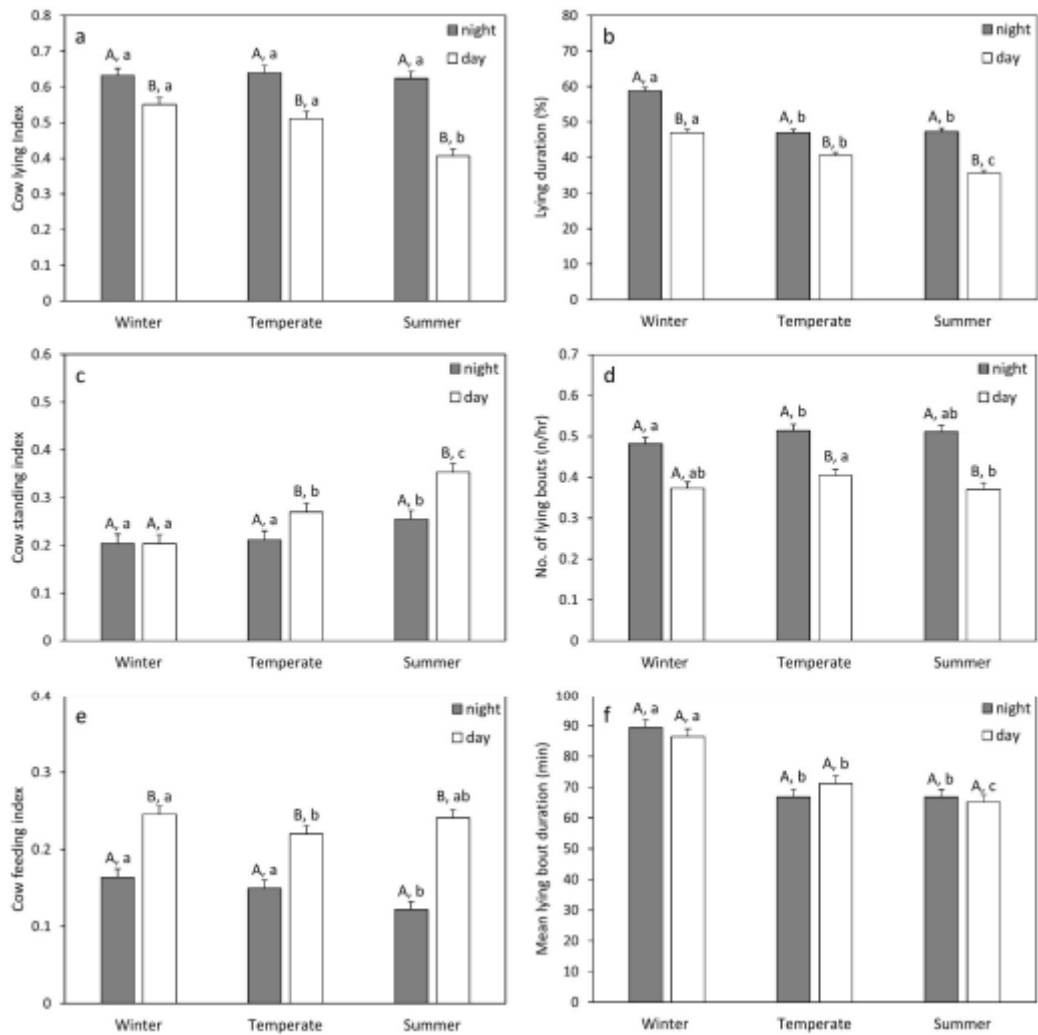 a
night
day
Cow lying Index
0.8
0.7
0.6
0.5
0.4
0.3
0.2
0.1
0
A, a
B, a
A, a
B, a
A, a
B, b
Winter Temperate Summer
b
night
day
Lying duration (%)
80
70
60
50
40
30
20
10
0
A, a
B, a
A, b
B, b
A, b
B, c
Winter Temperate Summer
c
night
day
Cow standing index
0.6
0.5
0.4
0.3
0.2
0.1
0
A, a
A, a
A, a
B, b
A, b
B, c
Winter Temperate Summer
d
night
day
No. of lying bouts (n/hr)
0.7
0.6
0.5
0.4
0.3
0.2
0.1
0
A, a
A, ab
A, b
B, a
A, ab
B, b
Winter Temperate Summer
e
night
day
Cow feeding index
0.4
0.3
0.2
0.1
0
A, a
B, a
A, a
B, b
A, b
B, ab
Winter Temperate Summer
f
night
day
Mean lying bout duration (min)
100
90
80
70
60
50
40
30
20
10
0
A, a
A, a
A, b
A, b
A, b
A, c
Winter Temperate Summer